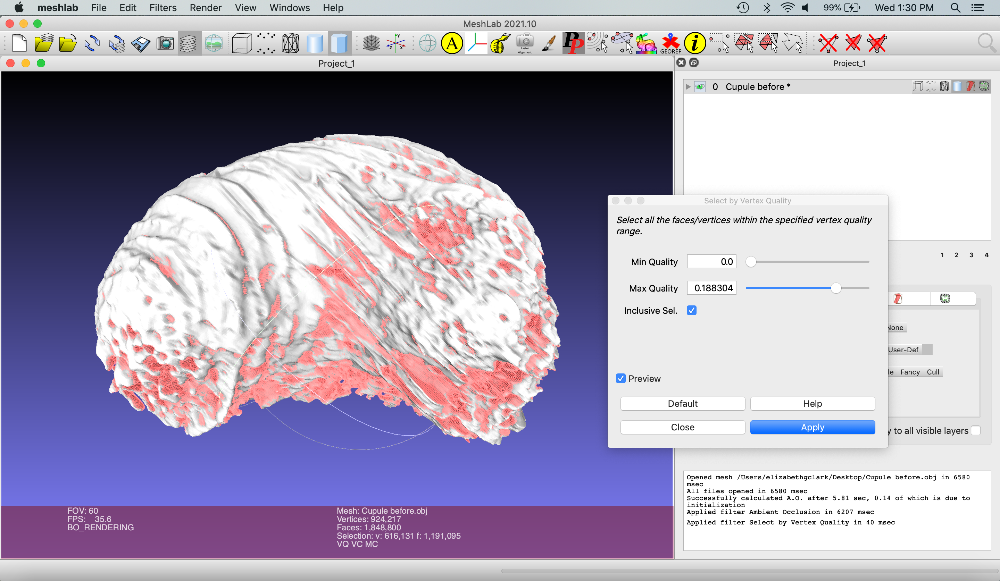 meshlab File Edit Filters Render View Windows Help 99% Wed 1:30 PM
MeshLab 2021.10
A Raster Alignment PP GEOREF i
Project_1
Project_1
0 Cupule before *
Select by Vertex Quality
Select all the faces/vertices within the specified vertex quality
range.
1 2 3 4
Min Quality 0.0
Max Quality 0.188304
Inclusive Sel.
None
User-Def
le Fancy Cull
Preview
Default Help
Close Apply
y to all visible layers
Opened mesh /Users/elizabethgclark/Desktop/Cupule before.obj in 6580
msec
All files opened in 6580 msec
Successfully calculated A.O. after 5.81 sec, 0.14 of which is due to
initialization
Applied filter Ambient Occlusion in 6207 msec
Applied filter Select by Vertex Quality in 40 msec
FOV: 60
FPS: 35.6
BO_RENDERING
Mesh: Cupule before.obj
Vertices: 924,217
Faces: 1,848,800
Selection: v: 616,131 f: 1,191,095
VQ VC MC